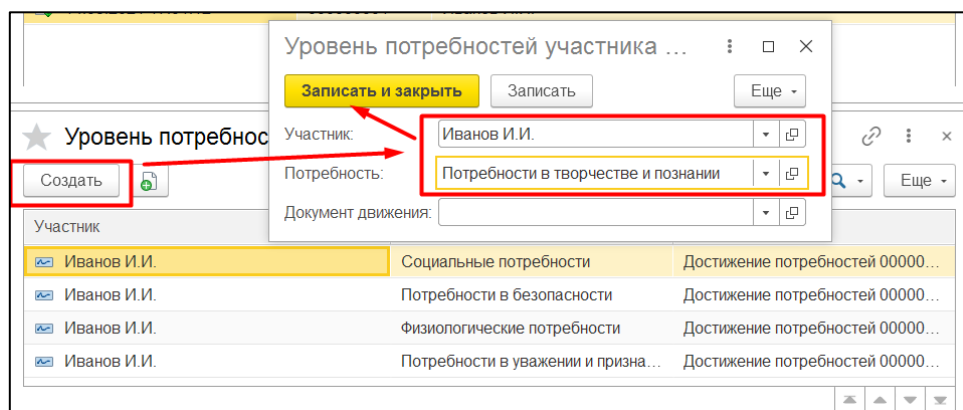 Уровень потребностей участника ...
Записать и закрыть
Записать
Еще
Участник:
Иванов И.И.
Потребность:
Потребности в творчестве и познании
Документ движения:
Уровень потребнос
Создать
Еще
Участник
Иванов И.И. Социальные потребности Достижение потребностей 00000...
Иванов И.И. Потребности в безопасности Достижение потребностей 00000...
Иванов И.И. Физиологические потребности Достижение потребностей 00000...
Иванов И.И. Потребности в уважении и призна... Достижение потребностей 00000...